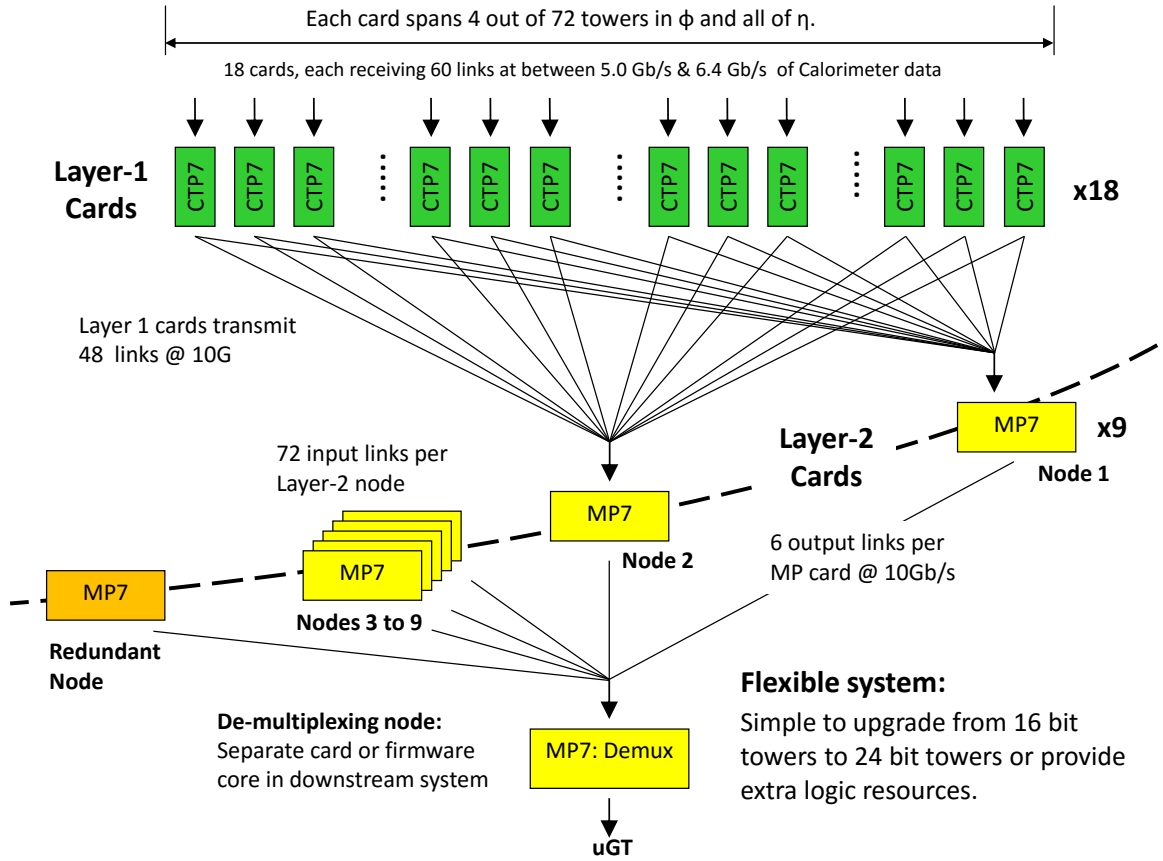 Each card spans 4 out of 72 towers in ϕ and all of η.
18 cards, each receiving 60 links at between 5.0 Gb/s & 6.4 Gb/s of Calorimeter data
Layer-1
Cards
CTP7
CTP7
CTP7
CTP7
CTP7
CTP7
CTP7
CTP7
CTP7
CTP7
CTP7
CTP7
x18
Layer 1 cards transmit
48 links @ 10G
MP7
x9
Node 1
Layer-2
Cards
72 input links per
Layer-2 node
MP7
Node 2
6 output links per
MP card @ 10Gb/s
MP7
Nodes 3 to 9
MP7
Redundant
Node
De-multiplexing node:
Separate card or firmware
core in downstream system
MP7: Demux
uGT
Flexible system:
Simple to upgrade from 16 bit
towers to 24 bit towers or provide
extra logic resources.